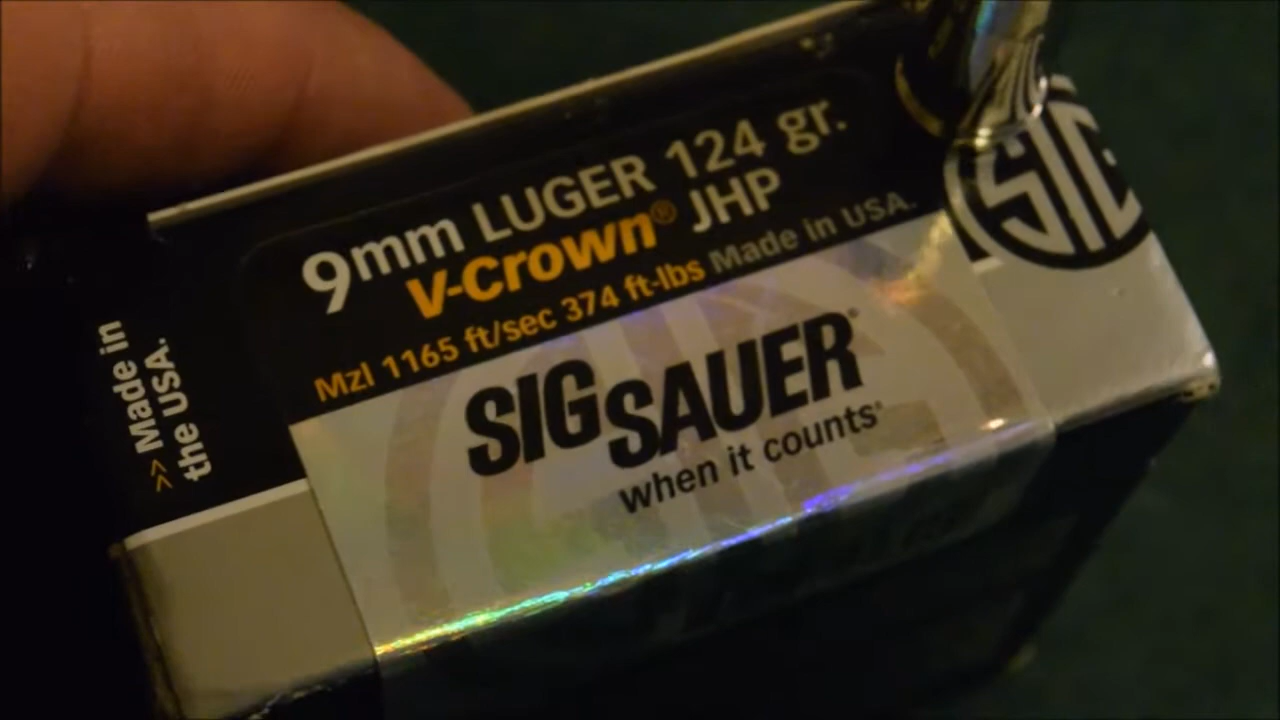 9mm LUGER 124 gr.
V-Crown® JHP
Mzl 1165 ft/sec 374 ft-lbs Made in USA.
SIG SAUER®
when it counts®
>> Made in
the USA.
SIG